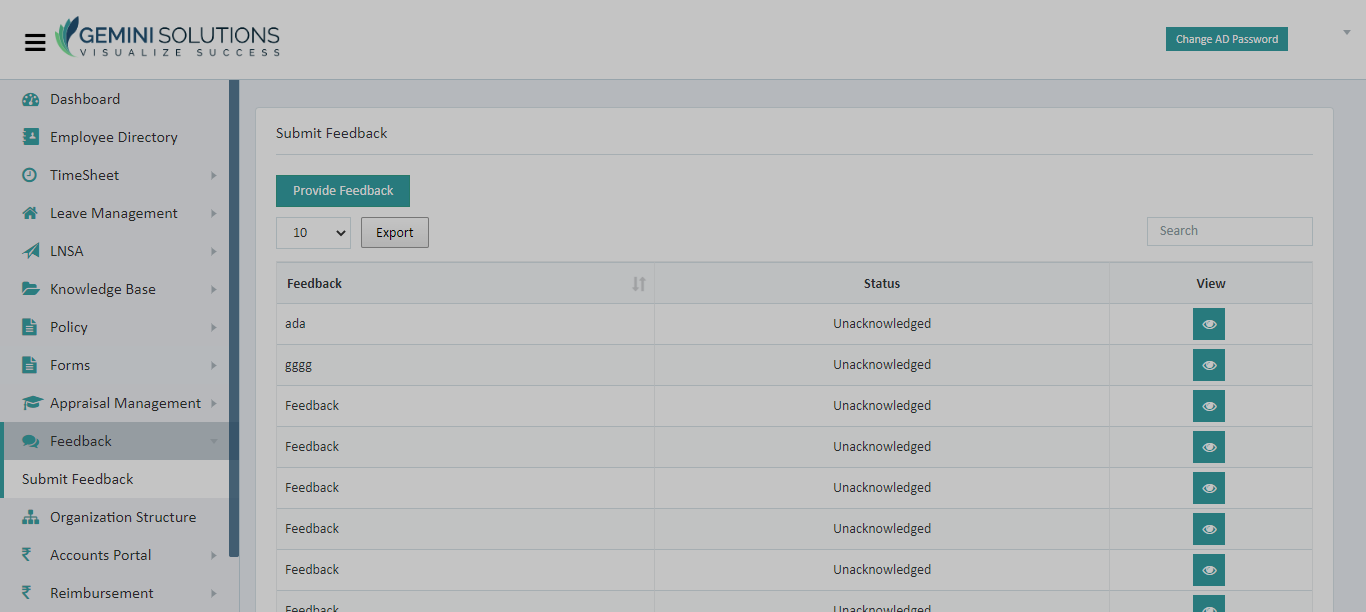 GEMINI SOLUTIONS
VISUALIZE SUCCESS
Change AD Password
Dashboard
Employee Directory
TimeSheet
Leave Management
LNSA
Knowledge Base
Policy
Forms
Appraisal Management
Feedback
Submit Feedback
Organization Structure
Accounts Portal
Reimbursement
Submit Feedback
Provide Feedback
10 Export Search
Feedback Status View
ada Unacknowledged
gggg Unacknowledged
Feedback Unacknowledged
Feedback Unacknowledged
Feedback Unacknowledged
Feedback Unacknowledged
Feedback Unacknowledged
Feedback Unacknowledged